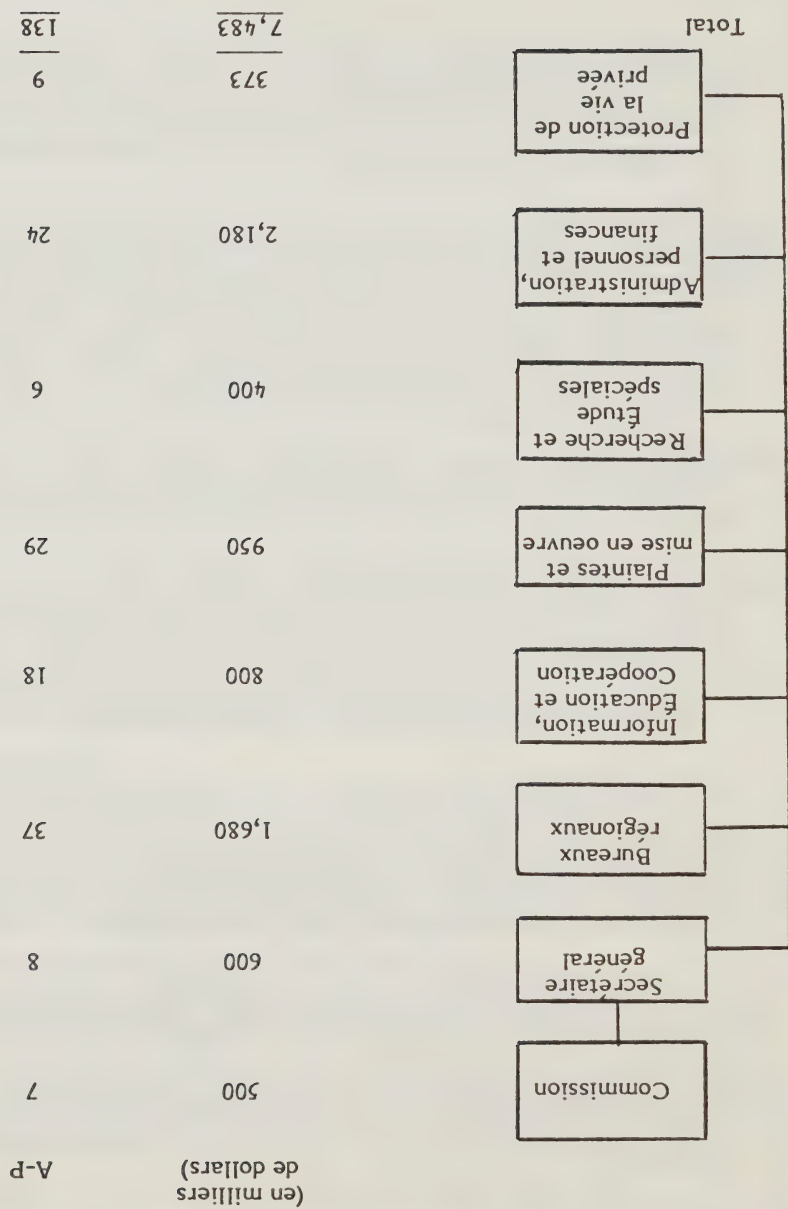 (en milliers
de dollars) A-P
Commission 500 7
Secrétaire
général 600 8
Bureaux
régionaux 1,680 37
Information,
Éducation et
Coopération 800 18
Plaintes et
mise en oeuvre 950 29
Recherche et
Étude
spéciales 400 6
Administration,
personnel et
finances 2,180 24
Protection de
la vie
privée 373 9
Total 7,483 138